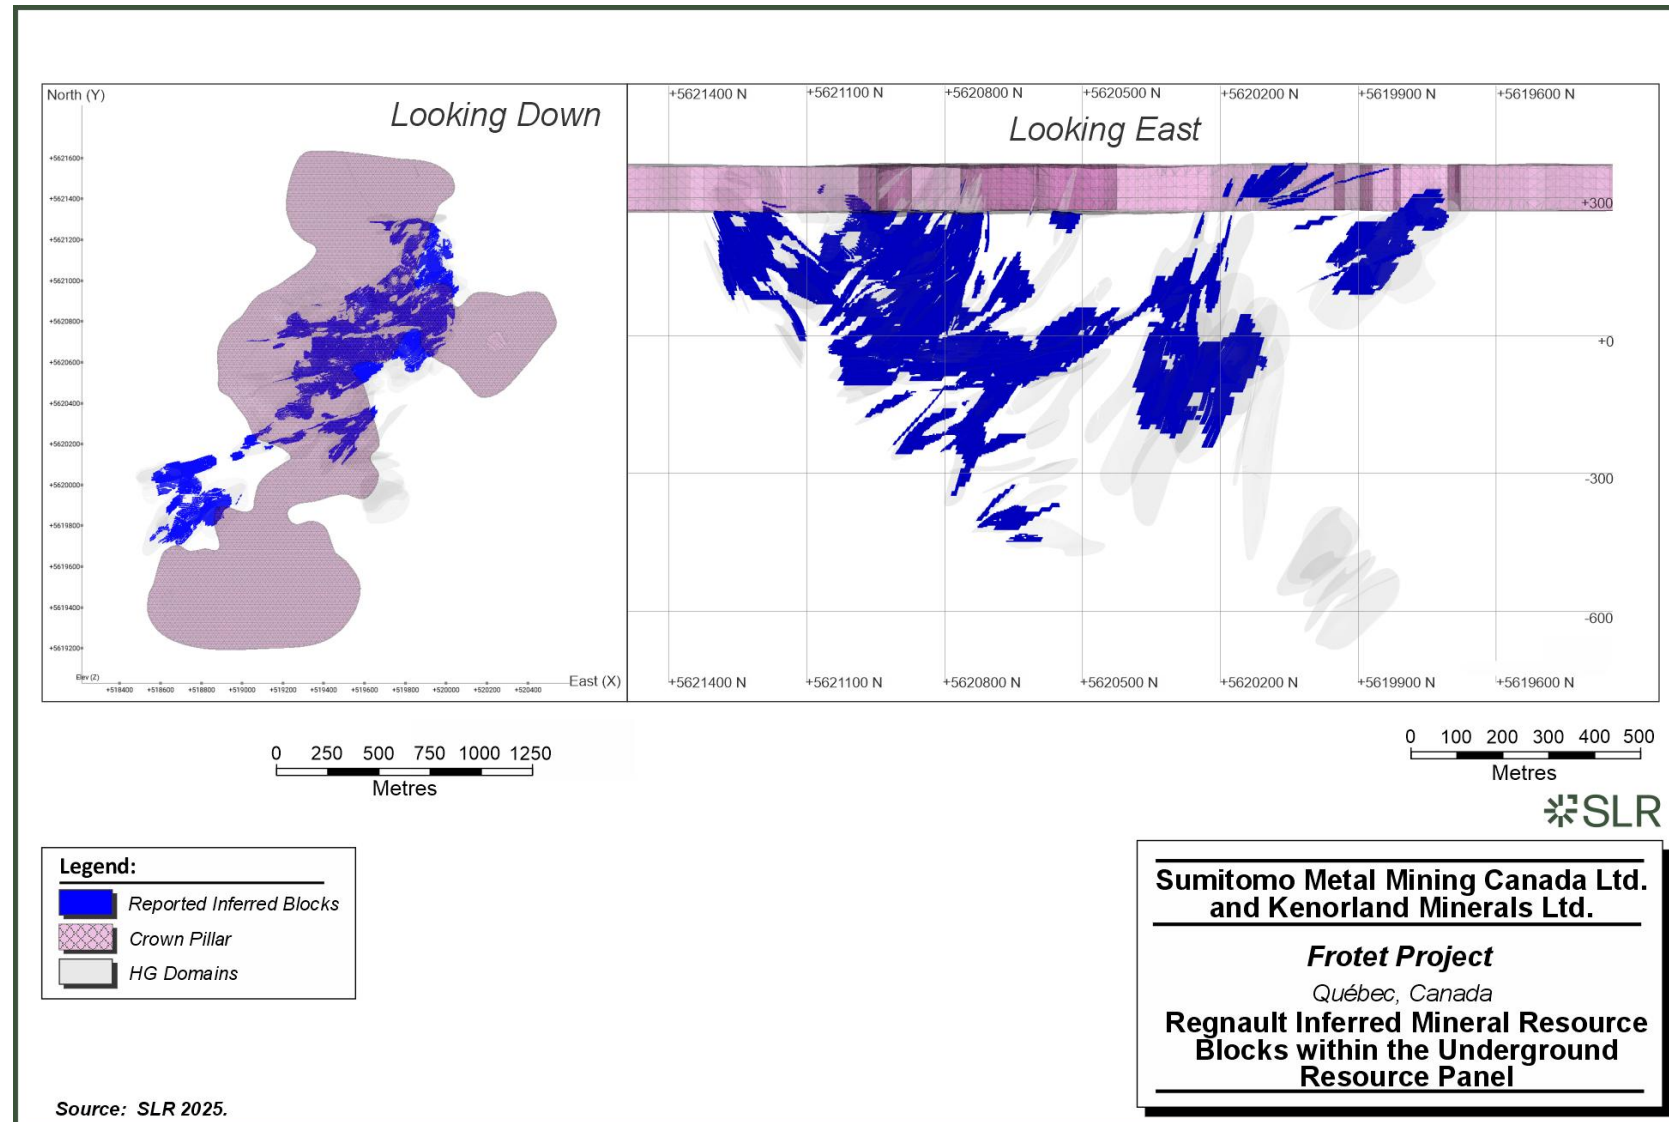 North (Y)
Looking Down
+5621600
+5621400
+5621200
+5621000
+5620800
+5620600
+5620400
+5620200
+5620000
+5619800
+5619600
+5619400
+5619200
Elev (Z)
+518400 +518600 +518800 +519000 +519200 +519400 +519600 +519800 +520000 +520200 +520400
East (X)
+5621400 N +5621100 N +5620800 N +5620500 N +5620200 N +5619900 N +5619600 N
Looking East
+300
+0
-300
-600
+5621400 N +5621100 N +5620800 N +5620500 N +5620200 N +5619900 N +5619600 N
0 250 500 750 1000 1250
Metres
0 100 200 300 400 500
Metres
SLR
Legend:
Reported Inferred Blocks
Crown Pillar
HG Domains
Sumitomo Metal Mining Canada Ltd.
and Kenorland Minerals Ltd.
Frotet Project
Québec, Canada
Regnault Inferred Mineral Resource
Blocks within the Underground
Resource Panel
Source: SLR 2025.